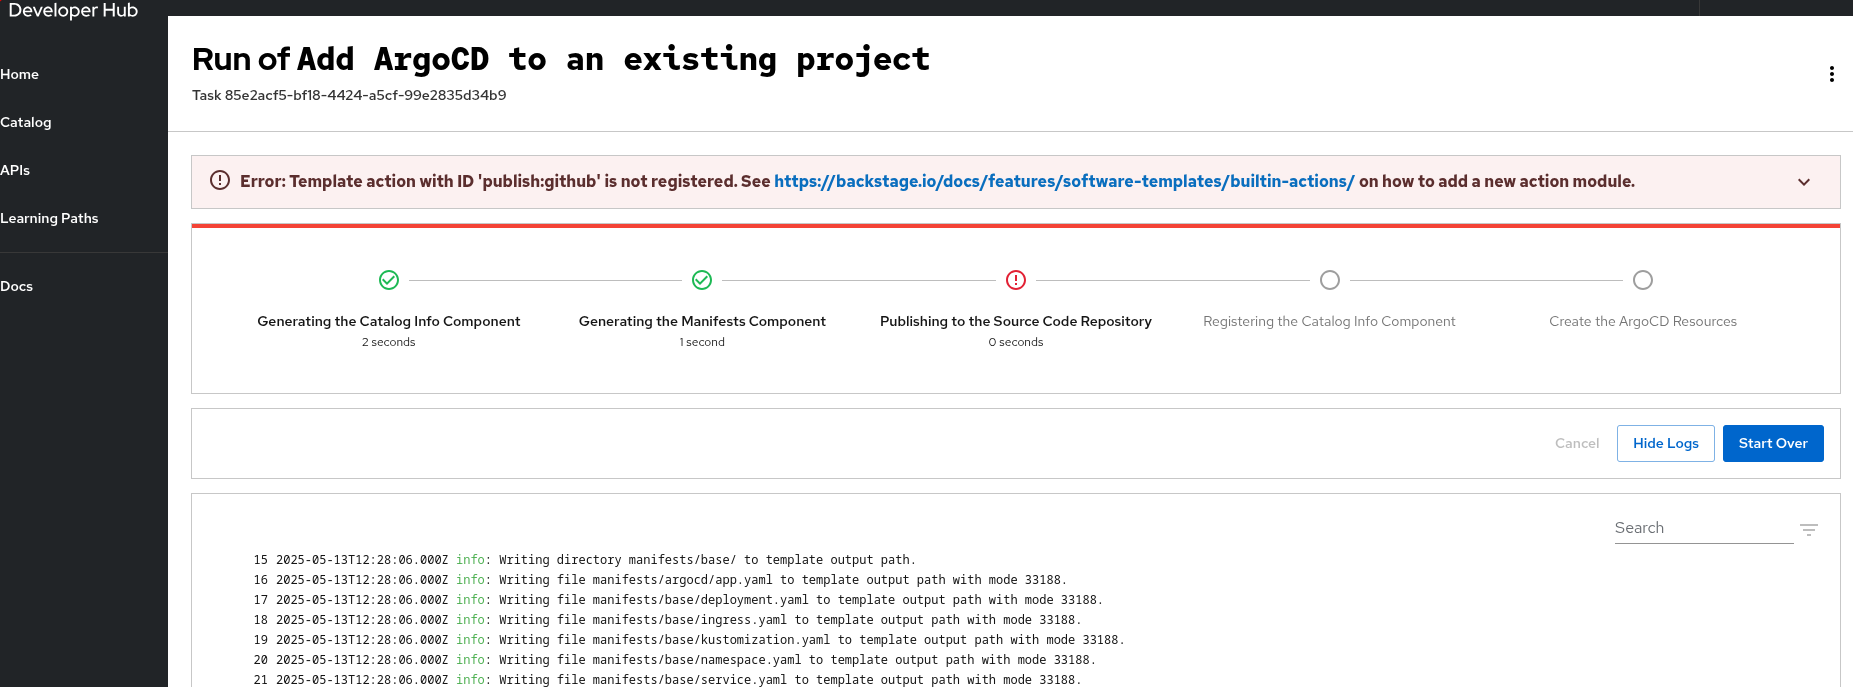 Developer Hub
Home
Catalog
APIs
Learning Paths
Docs
Run of Add ArgoCD to an existing project
Task 85e2acf5-bf18-4424-a5cf-99e2835d34b9
Error: Template action with ID 'publish:github' is not registered. See https://backstage.io/docs/features/software-templates/builtin-actions/ on how to add a new action module.
Generating the Catalog Info Component
2 seconds
Generating the Manifests Component
1 second
Publishing to the Source Code Repository
0 seconds
Registering the Catalog Info Component
Create the ArgoCD Resources
Cancel
Hide Logs
Start Over
Search
15 2025-05-13T12:28:06.000Z info: Writing directory manifests/base/ to template output path.
16 2025-05-13T12:28:06.000Z info: Writing file manifests/argocd/app.yaml to template output path with mode 33188.
17 2025-05-13T12:28:06.000Z info: Writing file manifests/base/deployment.yaml to template output path with mode 33188.
18 2025-05-13T12:28:06.000Z info: Writing file manifests/base/ingress.yaml to template output path with mode 33188.
19 2025-05-13T12:28:06.000Z info: Writing file manifests/base/kustomization.yaml to template output path with mode 33188.
20 2025-05-13T12:28:06.000Z info: Writing file manifests/base/namespace.yaml to template output path with mode 33188.
21 2025-05-13T12:28:06.000Z info: Writing file manifests/base/service.yaml to template output path with mode 33188.